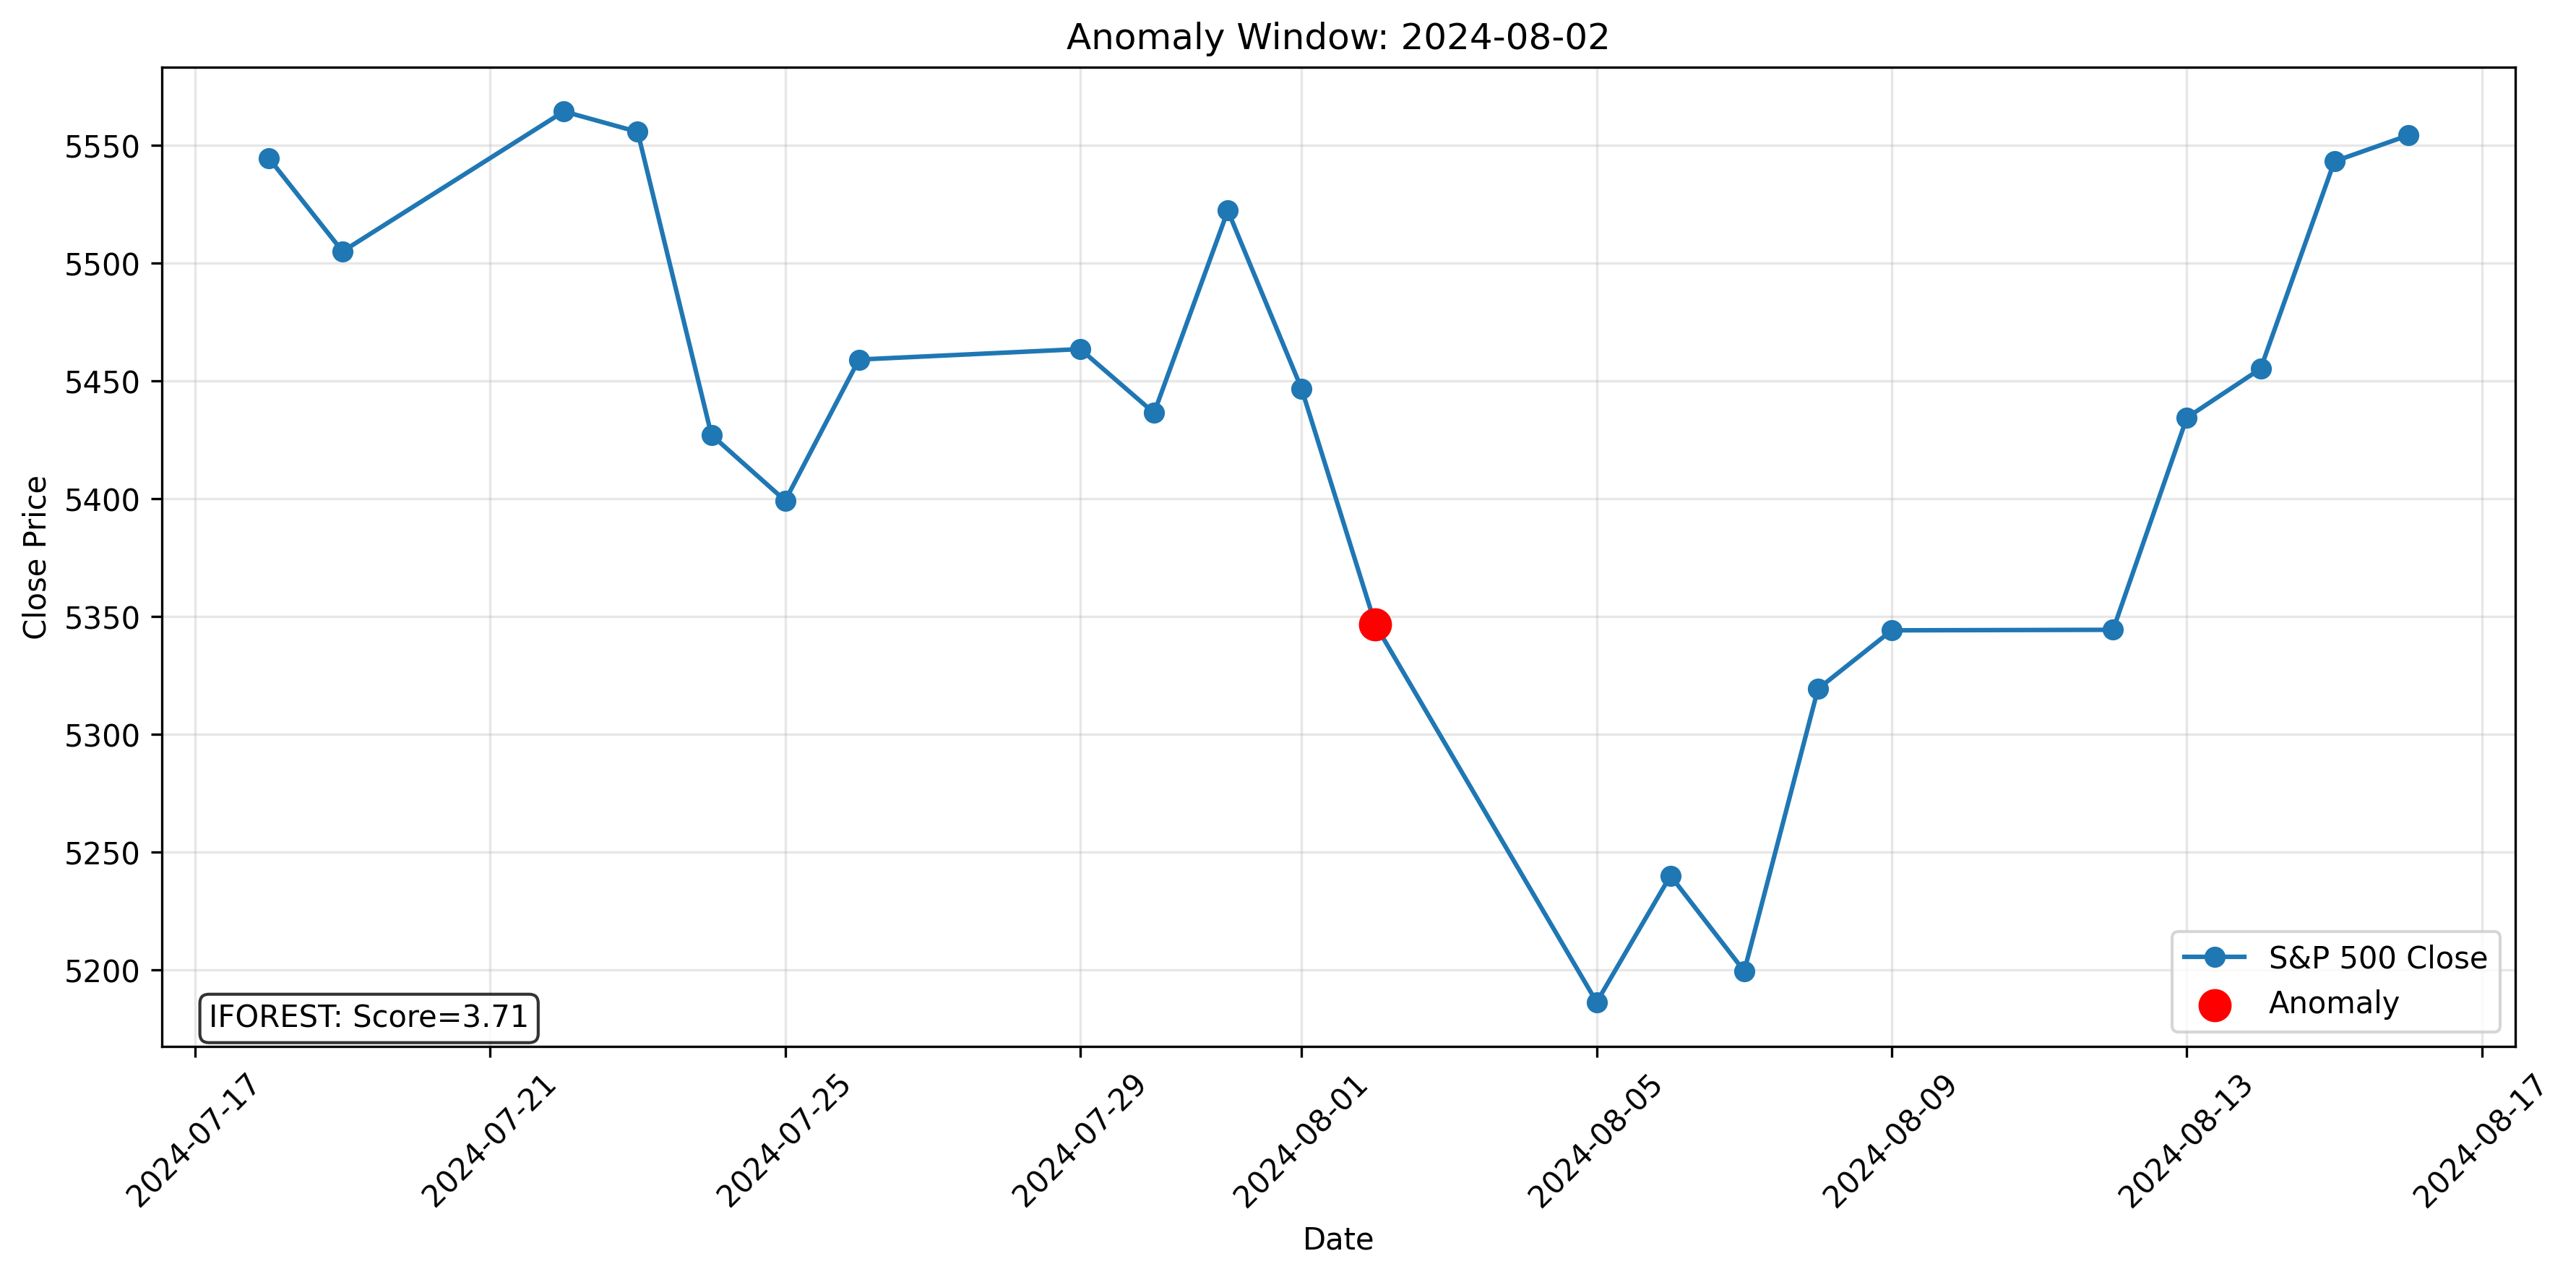 Anomaly Window: 2024-08-02
Close Price
5550
5500
5450
5400
5350
5300
5250
5200
IFOREST: Score=3.71
S&P 500 Close
Anomaly
2024-07-17
2024-07-21
2024-07-25
2024-07-29
2024-08-01
2024-08-05
2024-08-09
2024-08-13
2024-08-17
Date